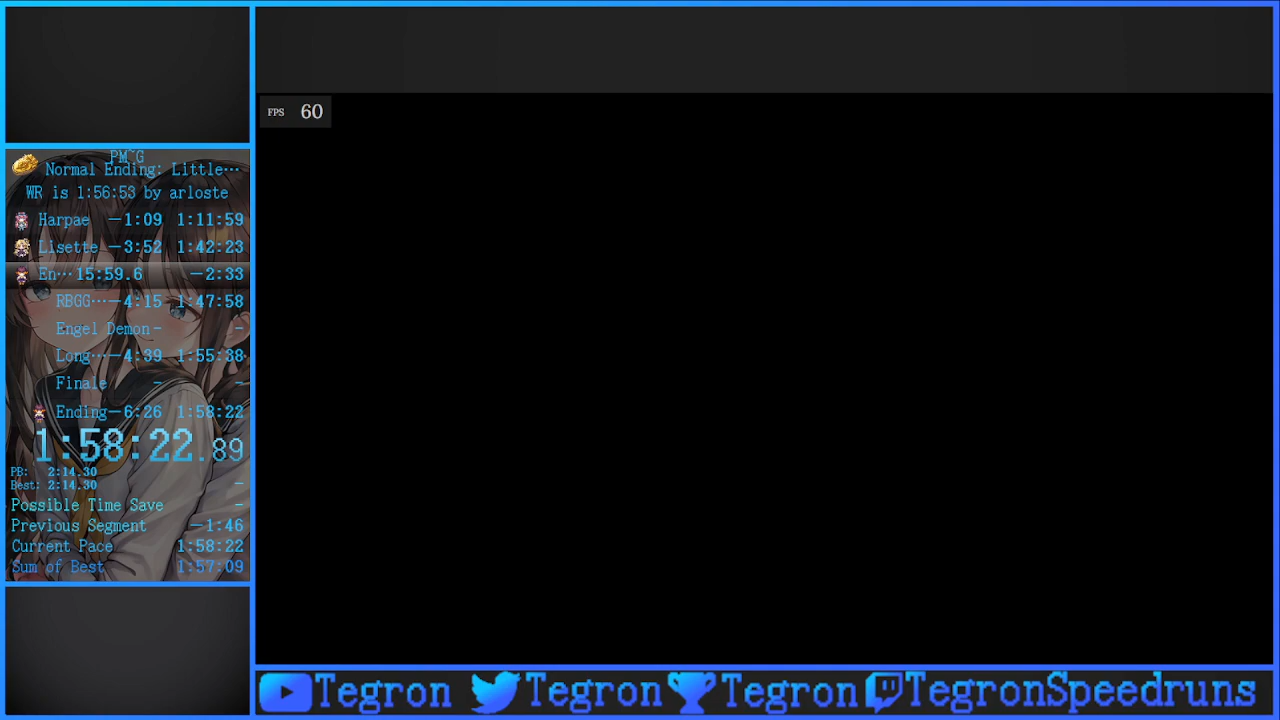 FPS 60
PM~G
Normal Ending: Little…
WR is 1:56:53 by arloste
Harpae −1:09 1:11:59
Lisette −3:52 1:42:23
En… 15:59.6 −2:33
RBGG…−4:15 1:47:58
Engel Demon - -
Long…−4:39 1:55:38
Finale - -
Ending−6:26 1:58:22
1:58:22.89
PB: 2:14.30
Best: 2:14.30 -
Possible Time Save -
Previous Segment −1:46
Current Pace 1:58:22
Sum of Best 1:57:09
Tegron Tegron Tegron TegronSpeedruns